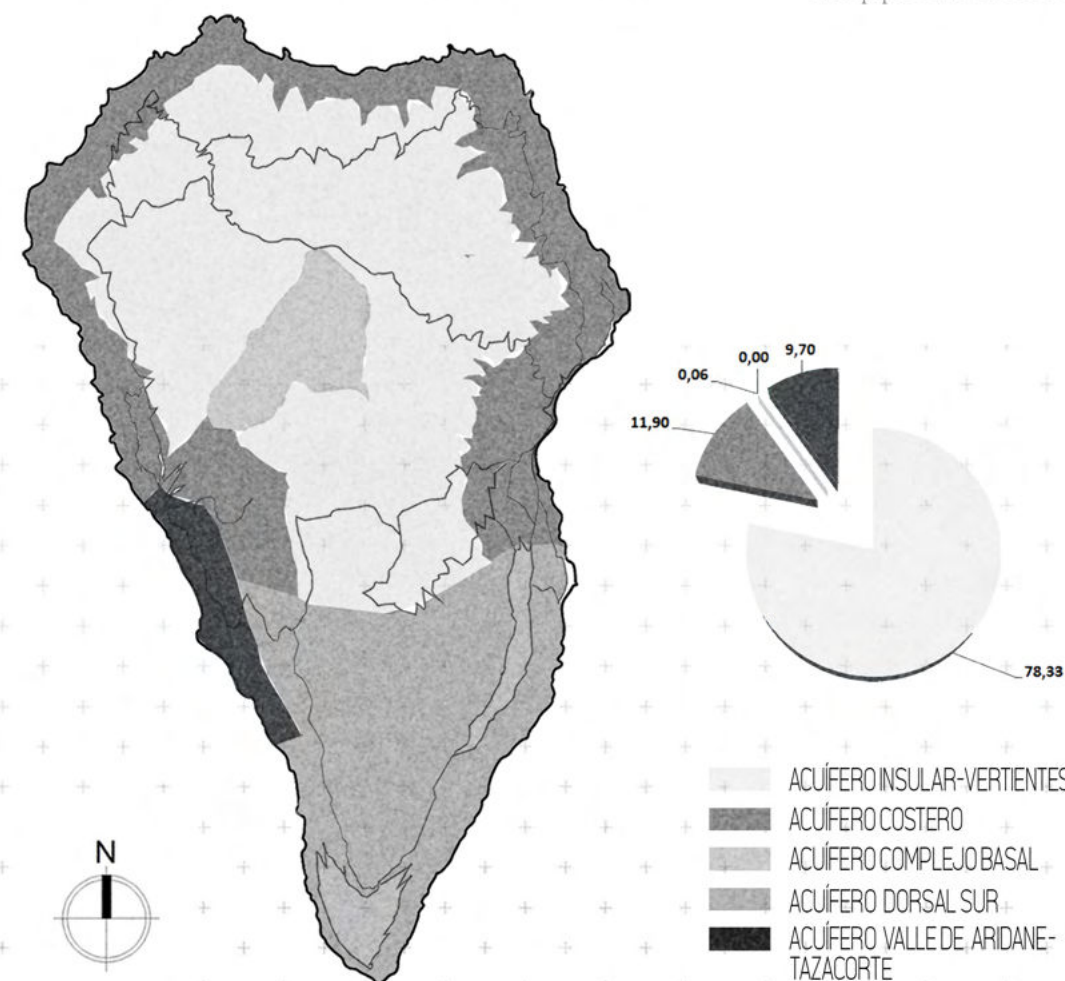 9,70
0,00
0,06
11,90
78,33
ACUÍFERO INSULAR-VERTIENTES
ACUÍFERO COSTERO
ACUÍFERO COMPLEJO BASAL
ACUÍFERO DORSAL SUR
ACUÍFERO VALLE DE ARIDANE-
TAZACORTE
N